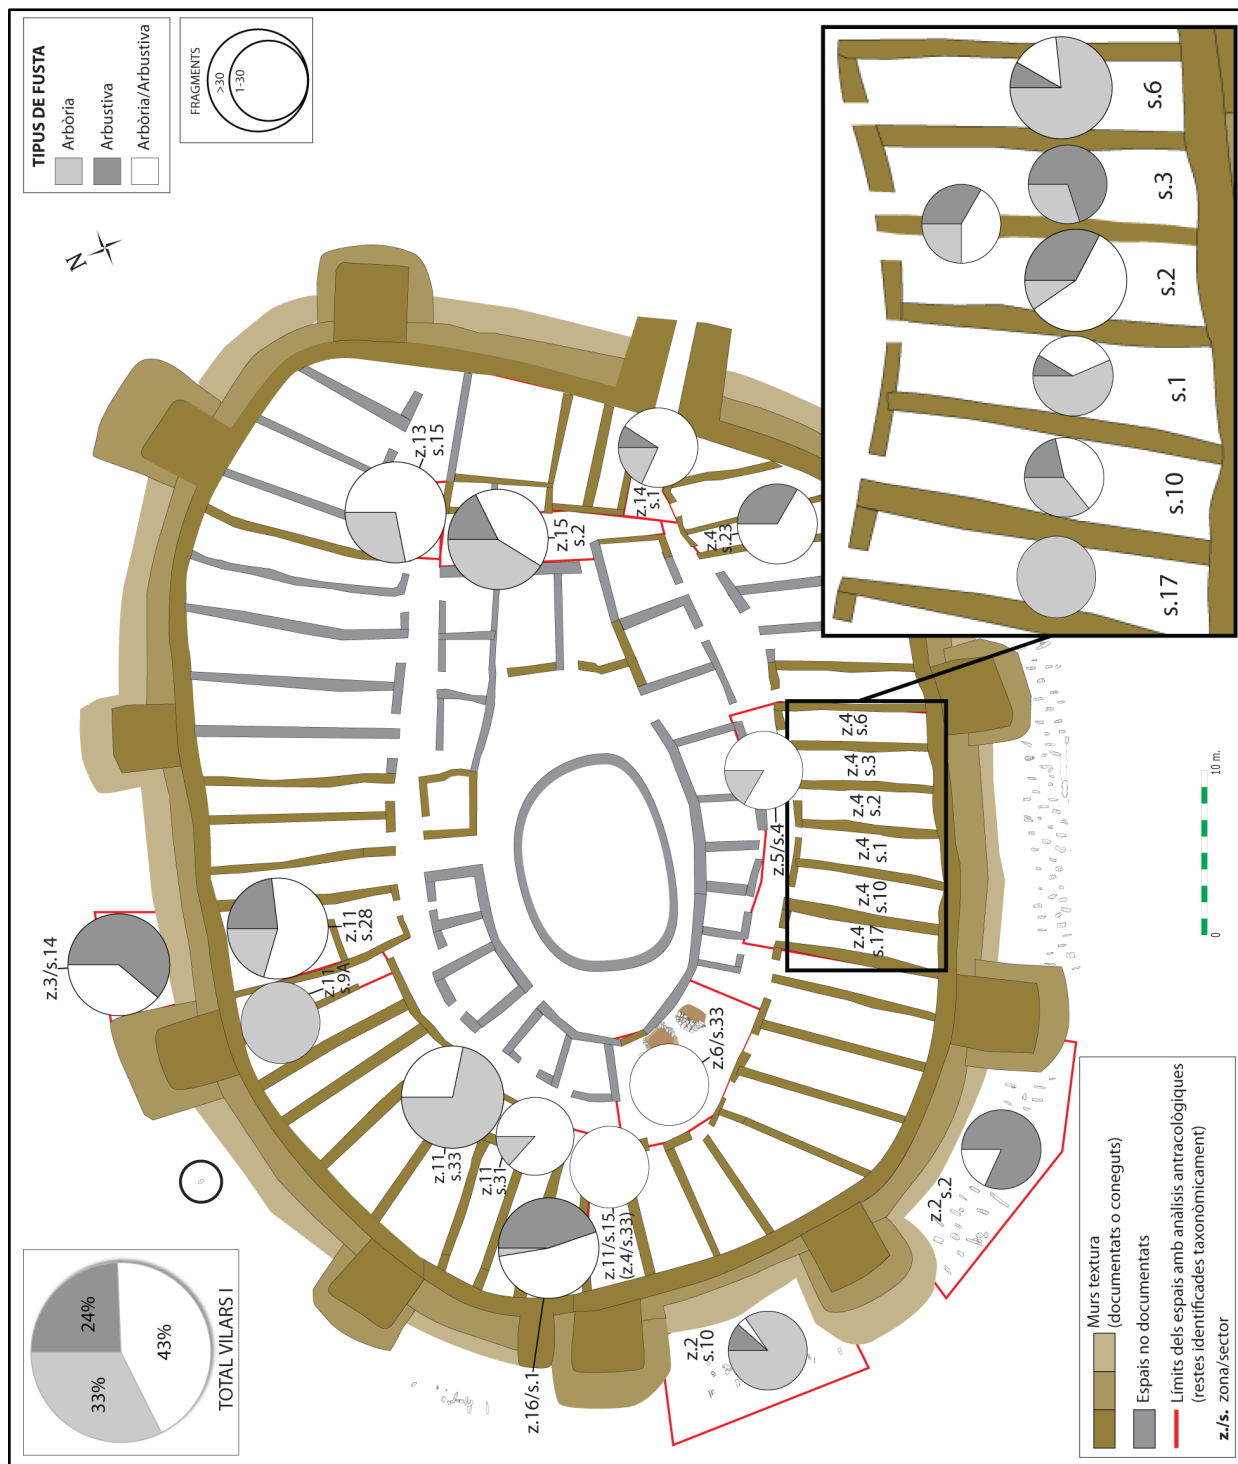 TIPUS DE FUSTA
Arbòria
Arbustiva
Arbòria/Arbustiva
FRAGMENTS
>30
1-30
N
z.13
s.15
z.15
s.2
z.14
s.1
z.4
s.23
z.3/s.14
z.11
s.28
z.11
s.9A
z.11
s.33
z.11
s.31
z.16/s.1
z.11/s.15
(z.4/s.33)
z.6/s.33
z.5/s.4
z.4
s.6
z.4
s.3
z.4
s.2
z.4
s.1
z.4
s.10
z.4
s.17
z.2
s.2
z.2
s.10
s.6
s.3
s.2
s.1
s.10
s.17
0
10 m.
24%
33%
43%
TOTAL VILARS I
Murs textura
(documentats o coneguts)
Espais no documentats
Límits dels espais amb anàlisis antracològiques
(restes identificades taxonòmicament)
z./s. zona/sector